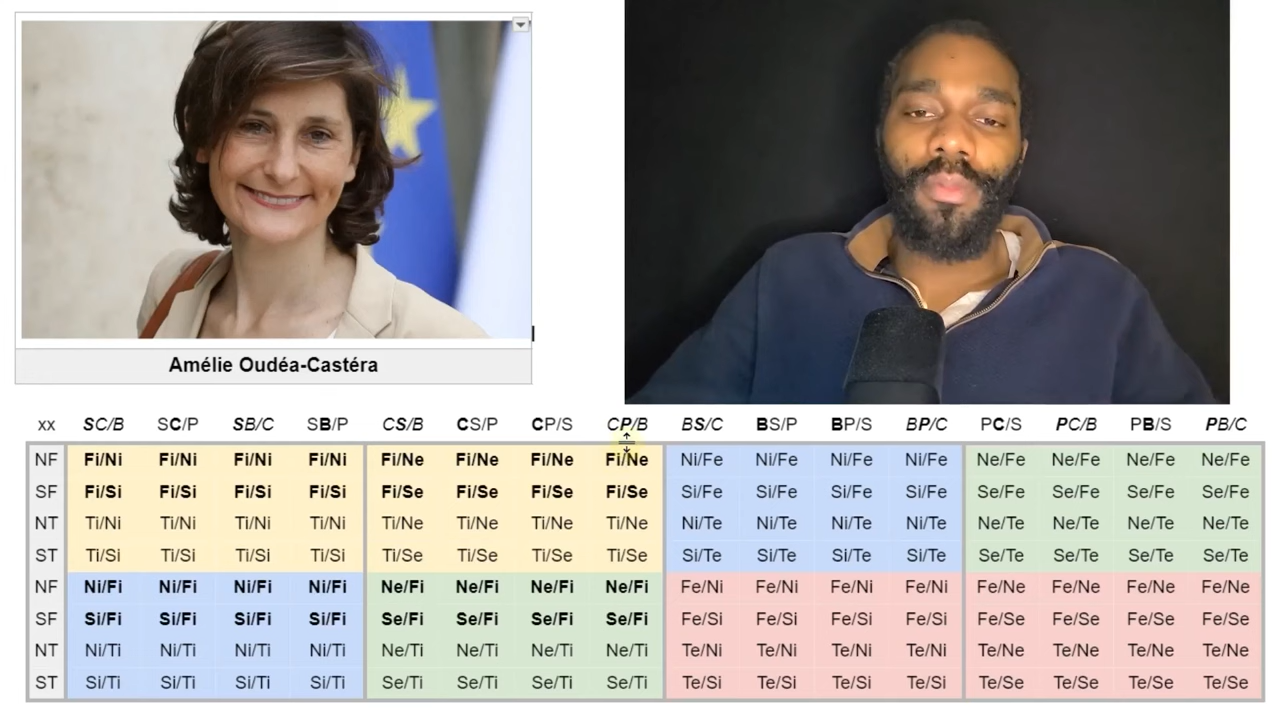 Amélie Oudéa-Castéra
xx SC/B SC/P SB/C SB/P CS/B CS/P CP/S CP/B BS/C BS/P BP/S BP/C PC/S PC/B PB/S PB/C
NF Fi/Ni Fi/Ni Fi/Ni Fi/Ni Fi/Ne Fi/Ne Fi/Ne Fi/Ne Ni/Fe Ni/Fe Ni/Fe Ni/Fe Ne/Fe Ne/Fe Ne/Fe Ne/Fe
SF Fi/Si Fi/Si Fi/Si Fi/Si Fi/Se Fi/Se Fi/Se Fi/Se Si/Fe Si/Fe Si/Fe Si/Fe Se/Fe Se/Fe Se/Fe Se/Fe
NT Ti/Ni Ti/Ni Ti/Ni Ti/Ni Ti/Ne Ti/Ne Ti/Ne Ti/Ne Ni/Te Ni/Te Ni/Te Ni/Te Ne/Te Ne/Te Ne/Te Ne/Te
ST Ti/Si Ti/Si Ti/Si Ti/Si Ti/Se Ti/Se Ti/Se Ti/Se Si/Te Si/Te Si/Te Si/Te Se/Te Se/Te Se/Te Se/Te
NF Ni/Fi Ni/Fi Ni/Fi Ni/Fi Ne/Fi Ne/Fi Ne/Fi Ne/Fi Fe/Ni Fe/Ni Fe/Ni Fe/Ni Fe/Ne Fe/Ne Fe/Ne Fe/Ne
SF Si/Fi Si/Fi Si/Fi Si/Fi Se/Fi Se/Fi Se/Fi Se/Fi Fe/Si Fe/Si Fe/Si Fe/Si Fe/Se Fe/Se Fe/Se Fe/Se
NT Ni/Ti Ni/Ti Ni/Ti Ni/Ti Ne/Ti Ne/Ti Ne/Ti Ne/Ti Te/Ni Te/Ni Te/Ni Te/Ni Te/Ne Te/Ne Te/Ne Te/Ne
ST Si/Ti Si/Ti Si/Ti Si/Ti Se/Ti Se/Ti Se/Ti Se/Ti Te/Si Te/Si Te/Si Te/Si Te/Se Te/Se Te/Se Te/Se